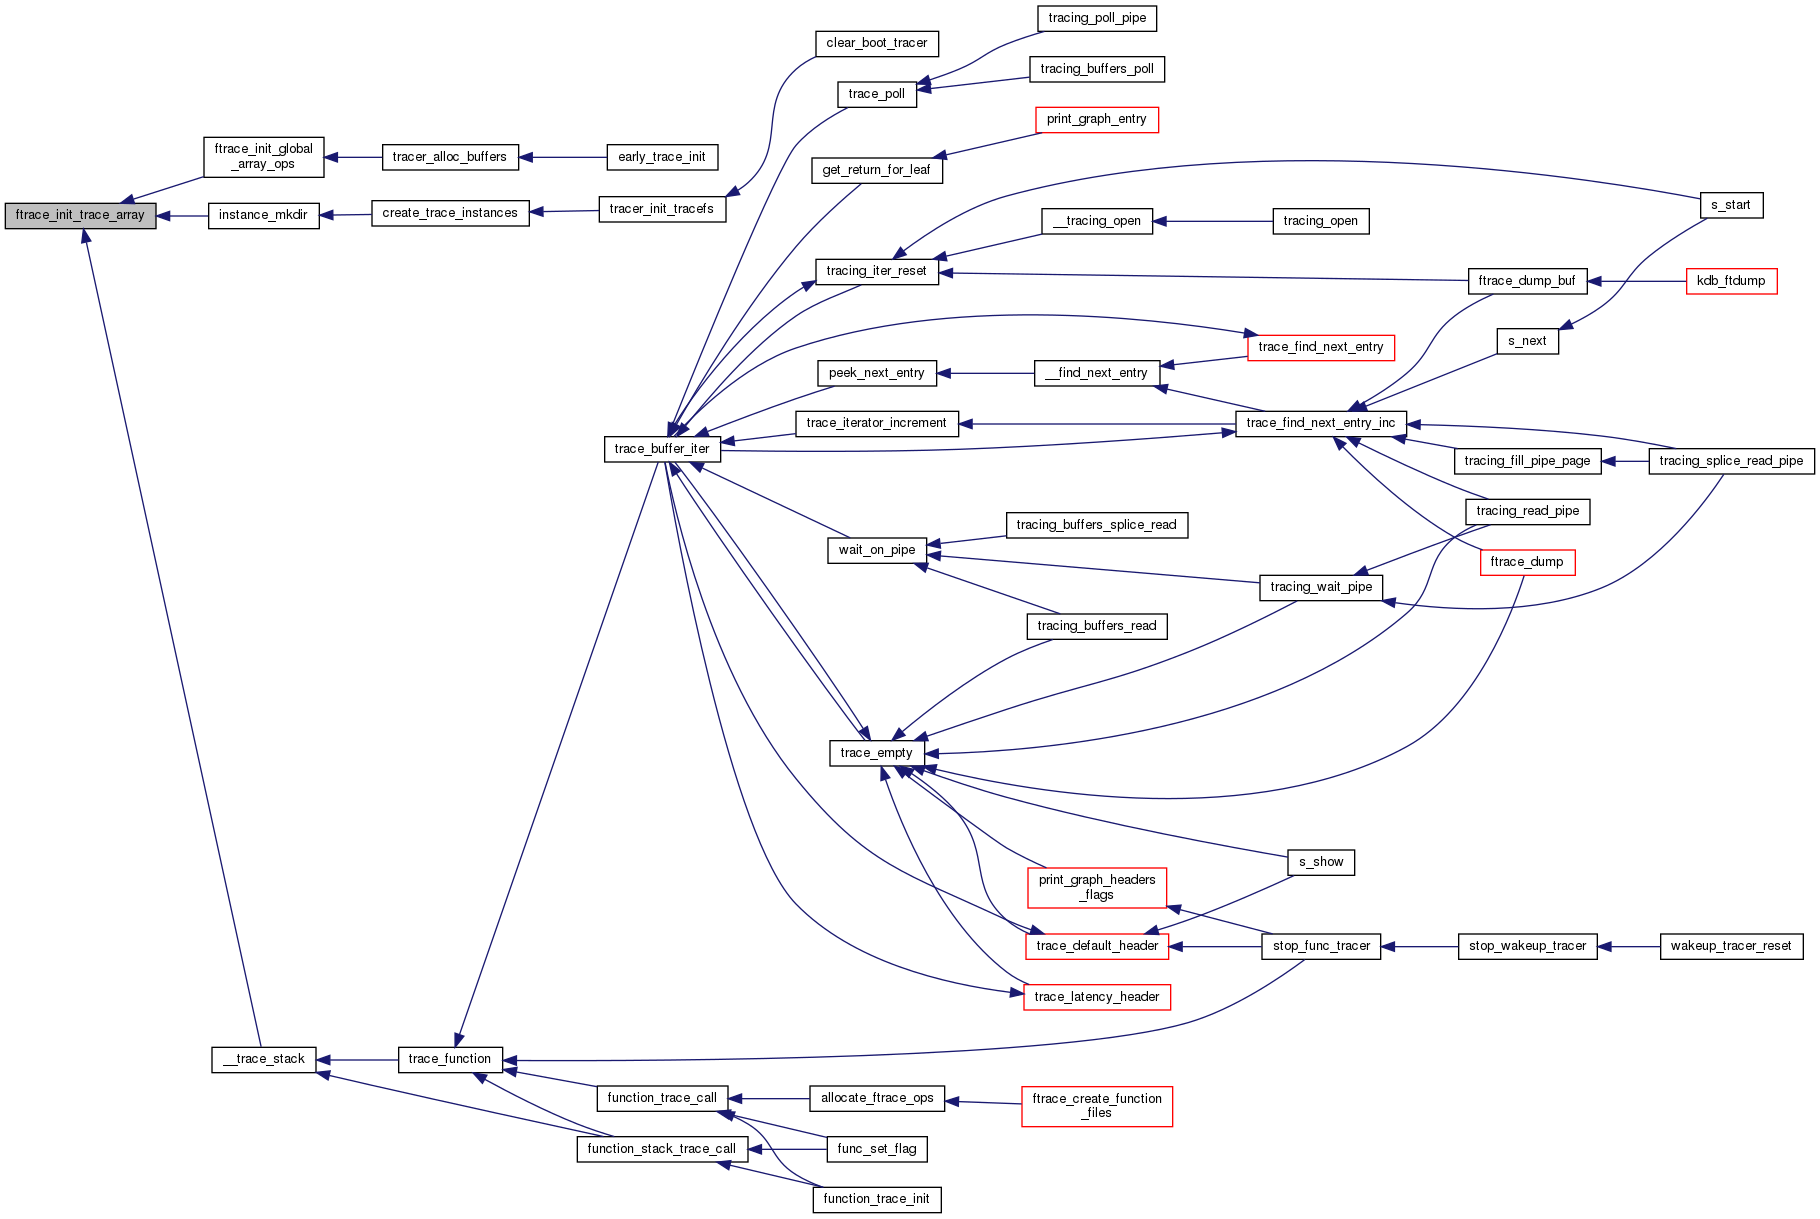 tracing_poll_pipe
clear_boot_tracer
tracing_buffers_poll
trace_poll
print_graph_entry
ftrace_init_global
_array_ops
tracer_alloc_buffers
early_trace_init
get_return_for_leaf
ftrace_init_trace_array
instance_mkdir
create_trace_instances
tracer_init_tracefs
s_start
__tracing_open
tracing_open
tracing_iter_reset
ftrace_dump_buf
kdb_ftdump
s_next
trace_find_next_entry
peek_next_entry
__find_next_entry
trace_iterator_increment
trace_find_next_entry_inc
trace_buffer_iter
tracing_fill_pipe_page
tracing_splice_read_pipe
tracing_read_pipe
tracing_buffers_splice_read
wait_on_pipe
ftrace_dump
tracing_wait_pipe
tracing_buffers_read
trace_empty
s_show
print_graph_headers
_flags
trace_default_header
stop_func_tracer
stop_wakeup_tracer
wakeup_tracer_reset
trace_latency_header
__trace_stack
trace_function
function_trace_call
allocate_ftrace_ops
ftrace_create_function
_files
function_stack_trace_call
func_set_flag
function_trace_init